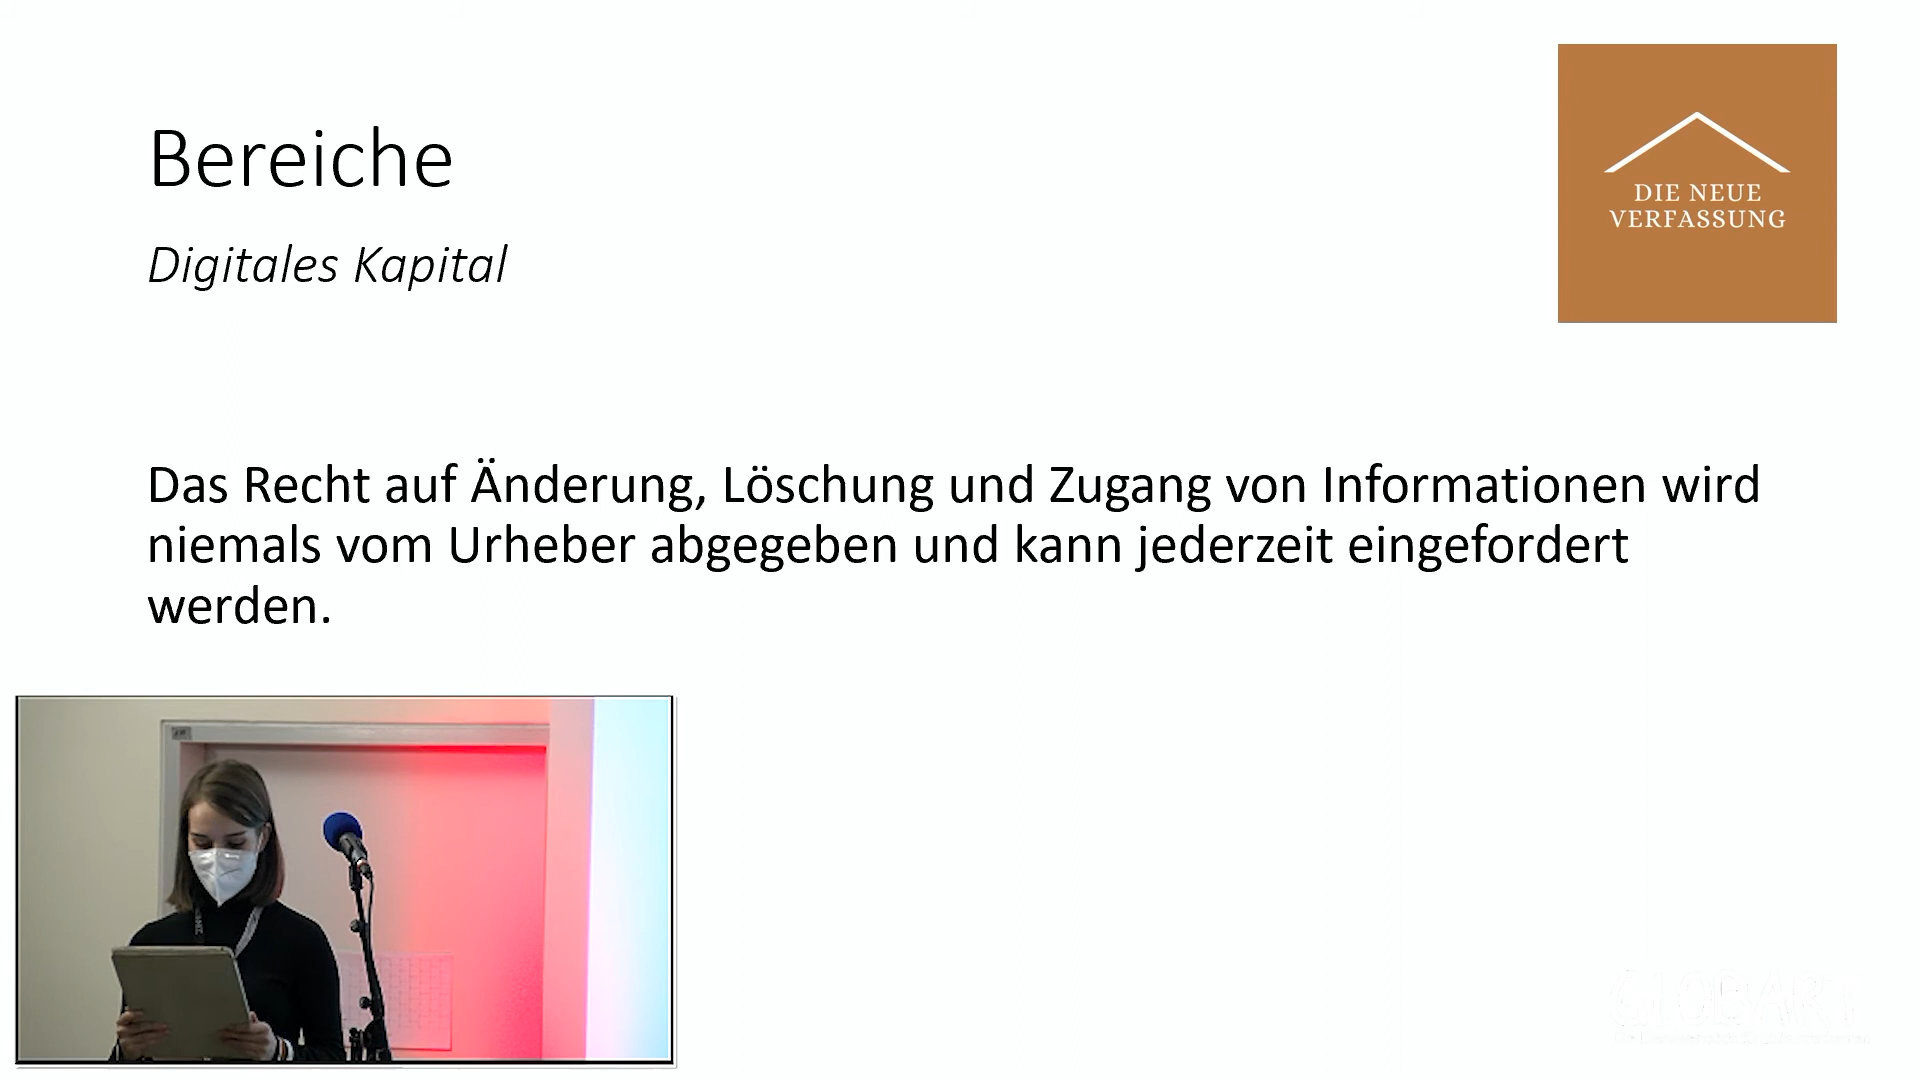 Bereiche
Digitales Kapital
DIE NEUE
VERFASSUNG
Das Recht auf Änderung, Löschung und Zugang von Informationen wird
niemals vom Urheber abgegeben und kann jederzeit eingefordert
werden.
GLOBART